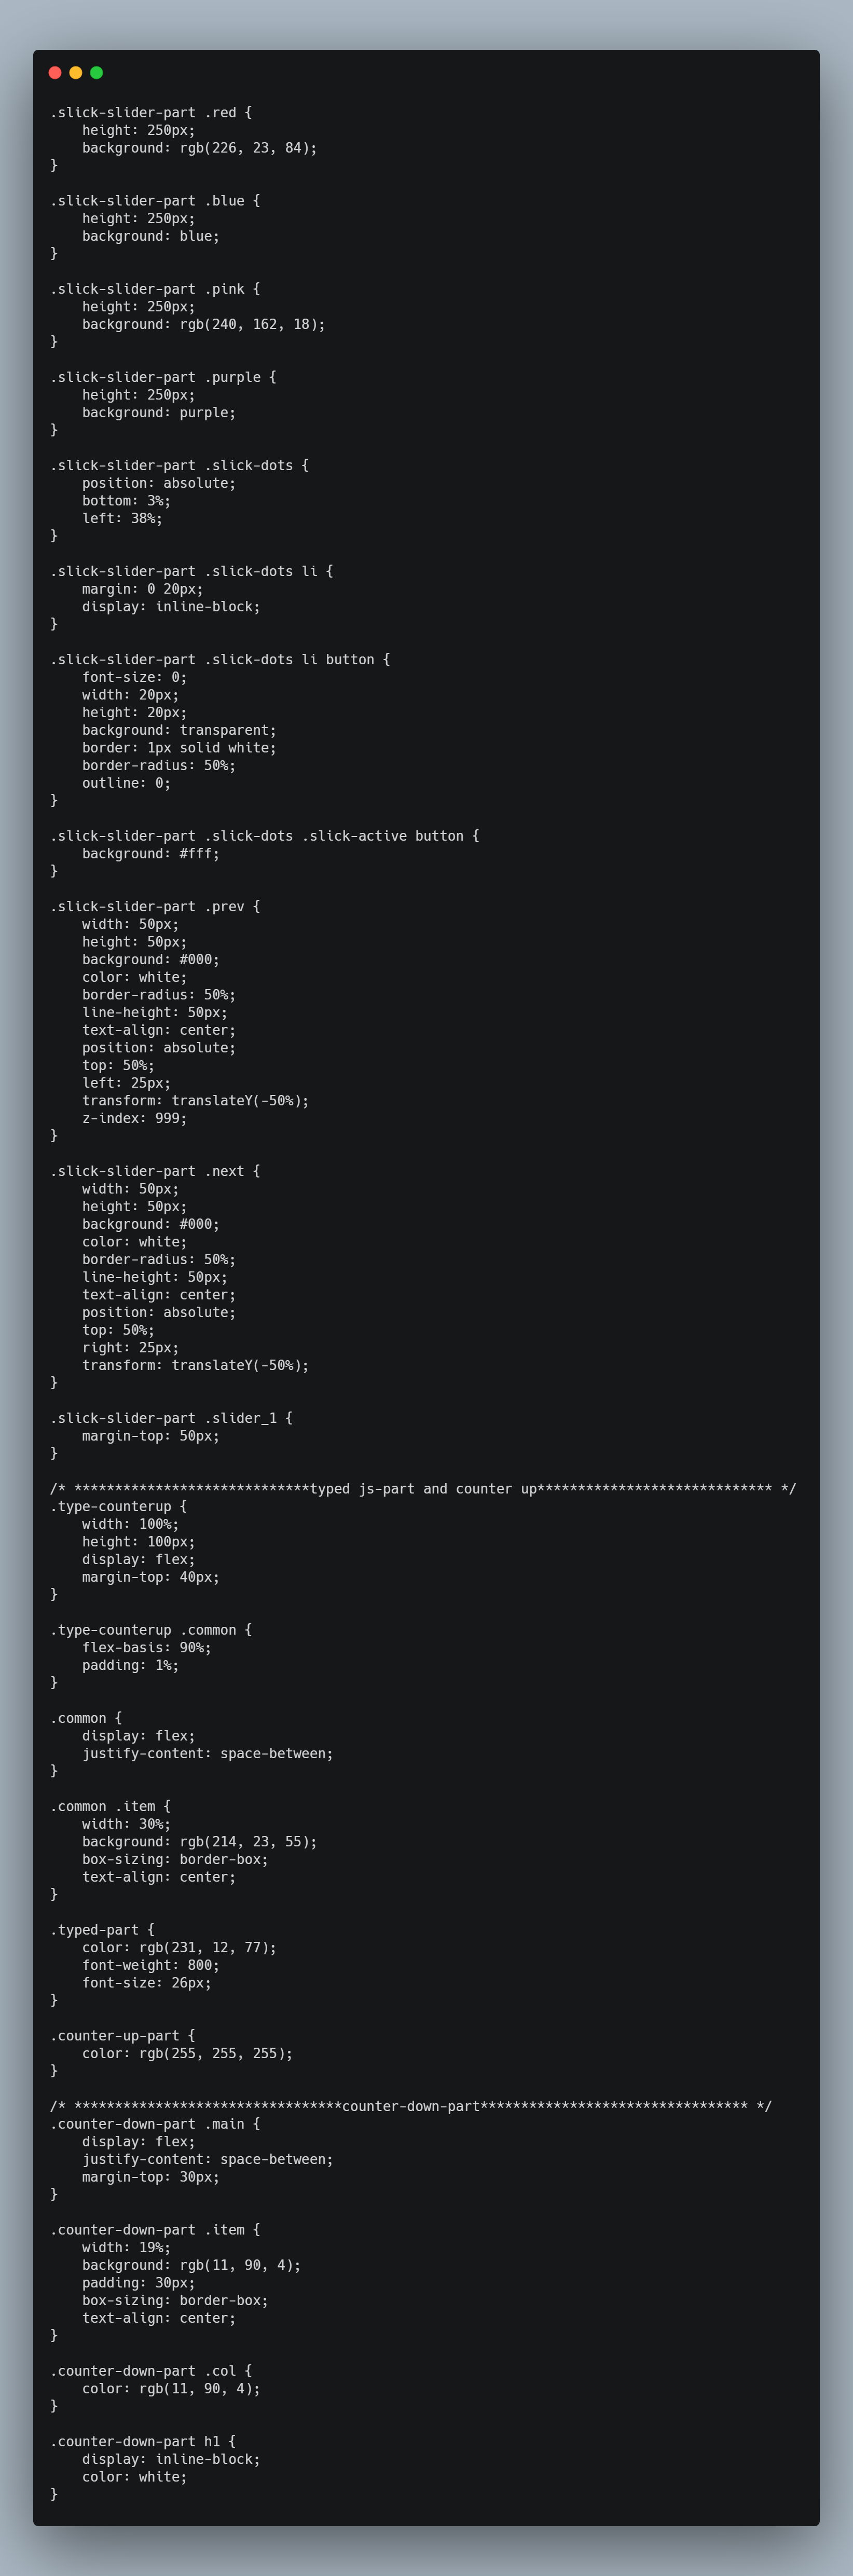 .slick-slider-part .red {
    height: 250px;
    background: rgb(226, 23, 84);
}

.slick-slider-part .blue {
    height: 250px;
    background: blue;
}

.slick-slider-part .pink {
    height: 250px;
    background: rgb(240, 162, 18);
}

.slick-slider-part .purple {
    height: 250px;
    background: purple;
}

.slick-slider-part .slick-dots {
    position: absolute;
    bottom: 3%;
    left: 38%;
}

.slick-slider-part .slick-dots li {
    margin: 0 20px;
    display: inline-block;
}

.slick-slider-part .slick-dots li button {
    font-size: 0;
    width: 20px;
    height: 20px;
    background: transparent;
    border: 1px solid white;
    border-radius: 50%;
    outline: 0;
}

.slick-slider-part .slick-dots .slick-active button {
    background: #fff;
}

.slick-slider-part .prev {
    width: 50px;
    height: 50px;
    background: #000;
    color: white;
    border-radius: 50%;
    line-height: 50px;
    text-align: center;
    position: absolute;
    top: 50%;
    left: 25px;
    transform: translateY(-50%);
    z-index: 999;
}

.slick-slider-part .next {
    width: 50px;
    height: 50px;
    background: #000;
    color: white;
    border-radius: 50%;
    line-height: 50px;
    text-align: center;
    position: absolute;
    top: 50%;
    right: 25px;
    transform: translateY(-50%);
}

.slick-slider-part .slider_1 {
    margin-top: 50px;
}

/* *****************************typed js-part and counter up***************************** */
.type-counterup {
    width: 100%;
    height: 100px;
    display: flex;
    margin-top: 40px;
}

.type-counterup .common {
    flex-basis: 90%;
    padding: 1%;
}

.common {
    display: flex;
    justify-content: space-between;
}

.common .item {
    width: 30%;
    background: rgb(214, 23, 55);
    box-sizing: border-box;
    text-align: center;
}

.typed-part {
    color: rgb(231, 12, 77);
    font-weight: 800;
    font-size: 26px;
}

.counter-up-part {
    color: rgb(255, 255, 255);
}

/* *********************************counter-down-part********************************* */
.counter-down-part .main {
    display: flex;
    justify-content: space-between;
    margin-top: 30px;
}

.counter-down-part .item {
    width: 19%;
    background: rgb(11, 90, 4);
    padding: 30px;
    box-sizing: border-box;
    text-align: center;
}

.counter-down-part .col {
    color: rgb(11, 90, 4);
}

.counter-down-part h1 {
    display: inline-block;
    color: white;
}